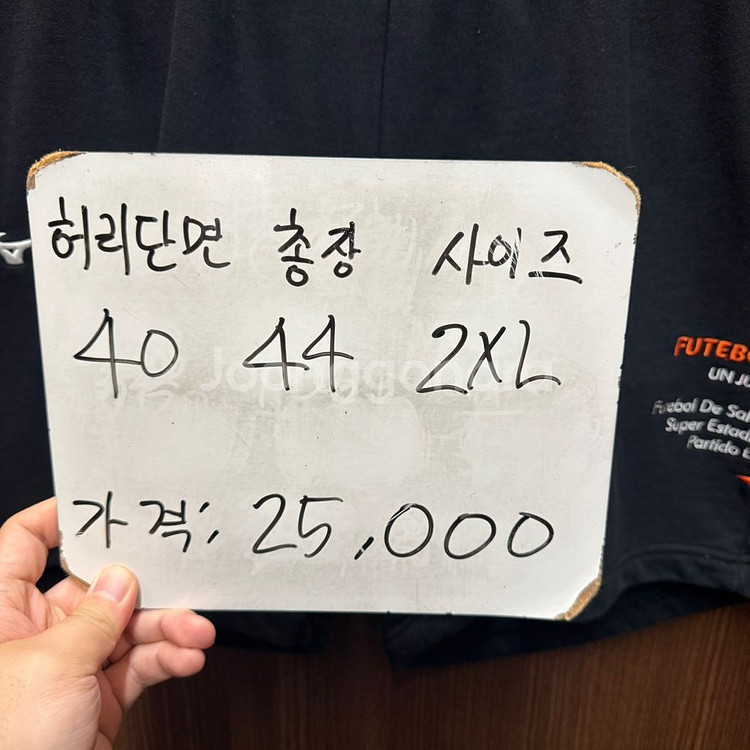 허리단면 총장 사이즈
40 44 2XL
가격; 25,000
FUTEB
UN J
Futebol De Sal
Super Estad
Partido E